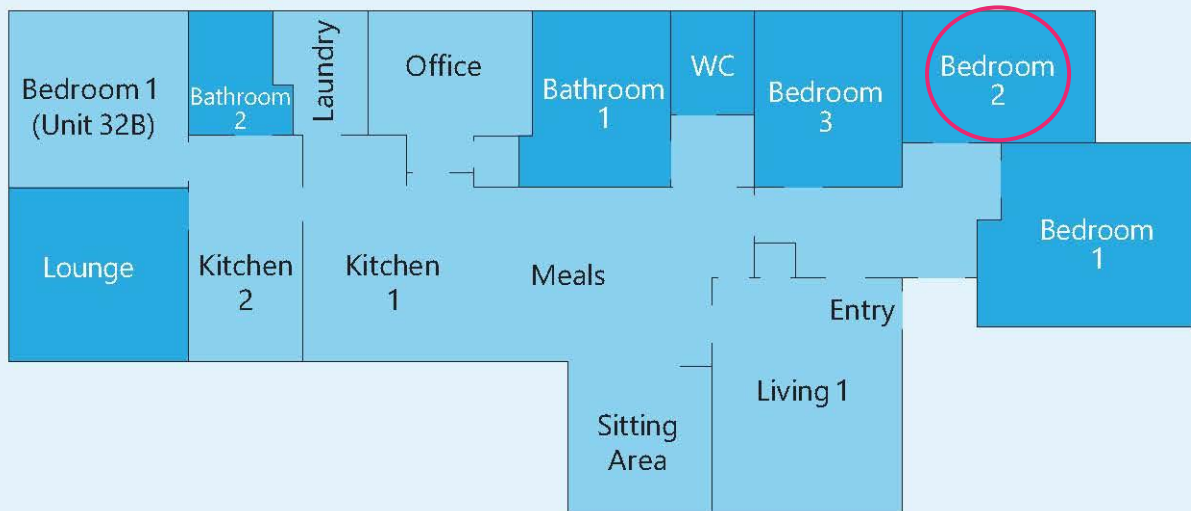 Bedroom 1
(Unit 32B)
Bathroom
2
Laundry
Office
Bathroom
1
WC
Bedroom
3
Bedroom
2
Lounge
Kitchen
2
Kitchen
1
Meals
Bedroom
1
Entry
Living 1
Sitting
Area